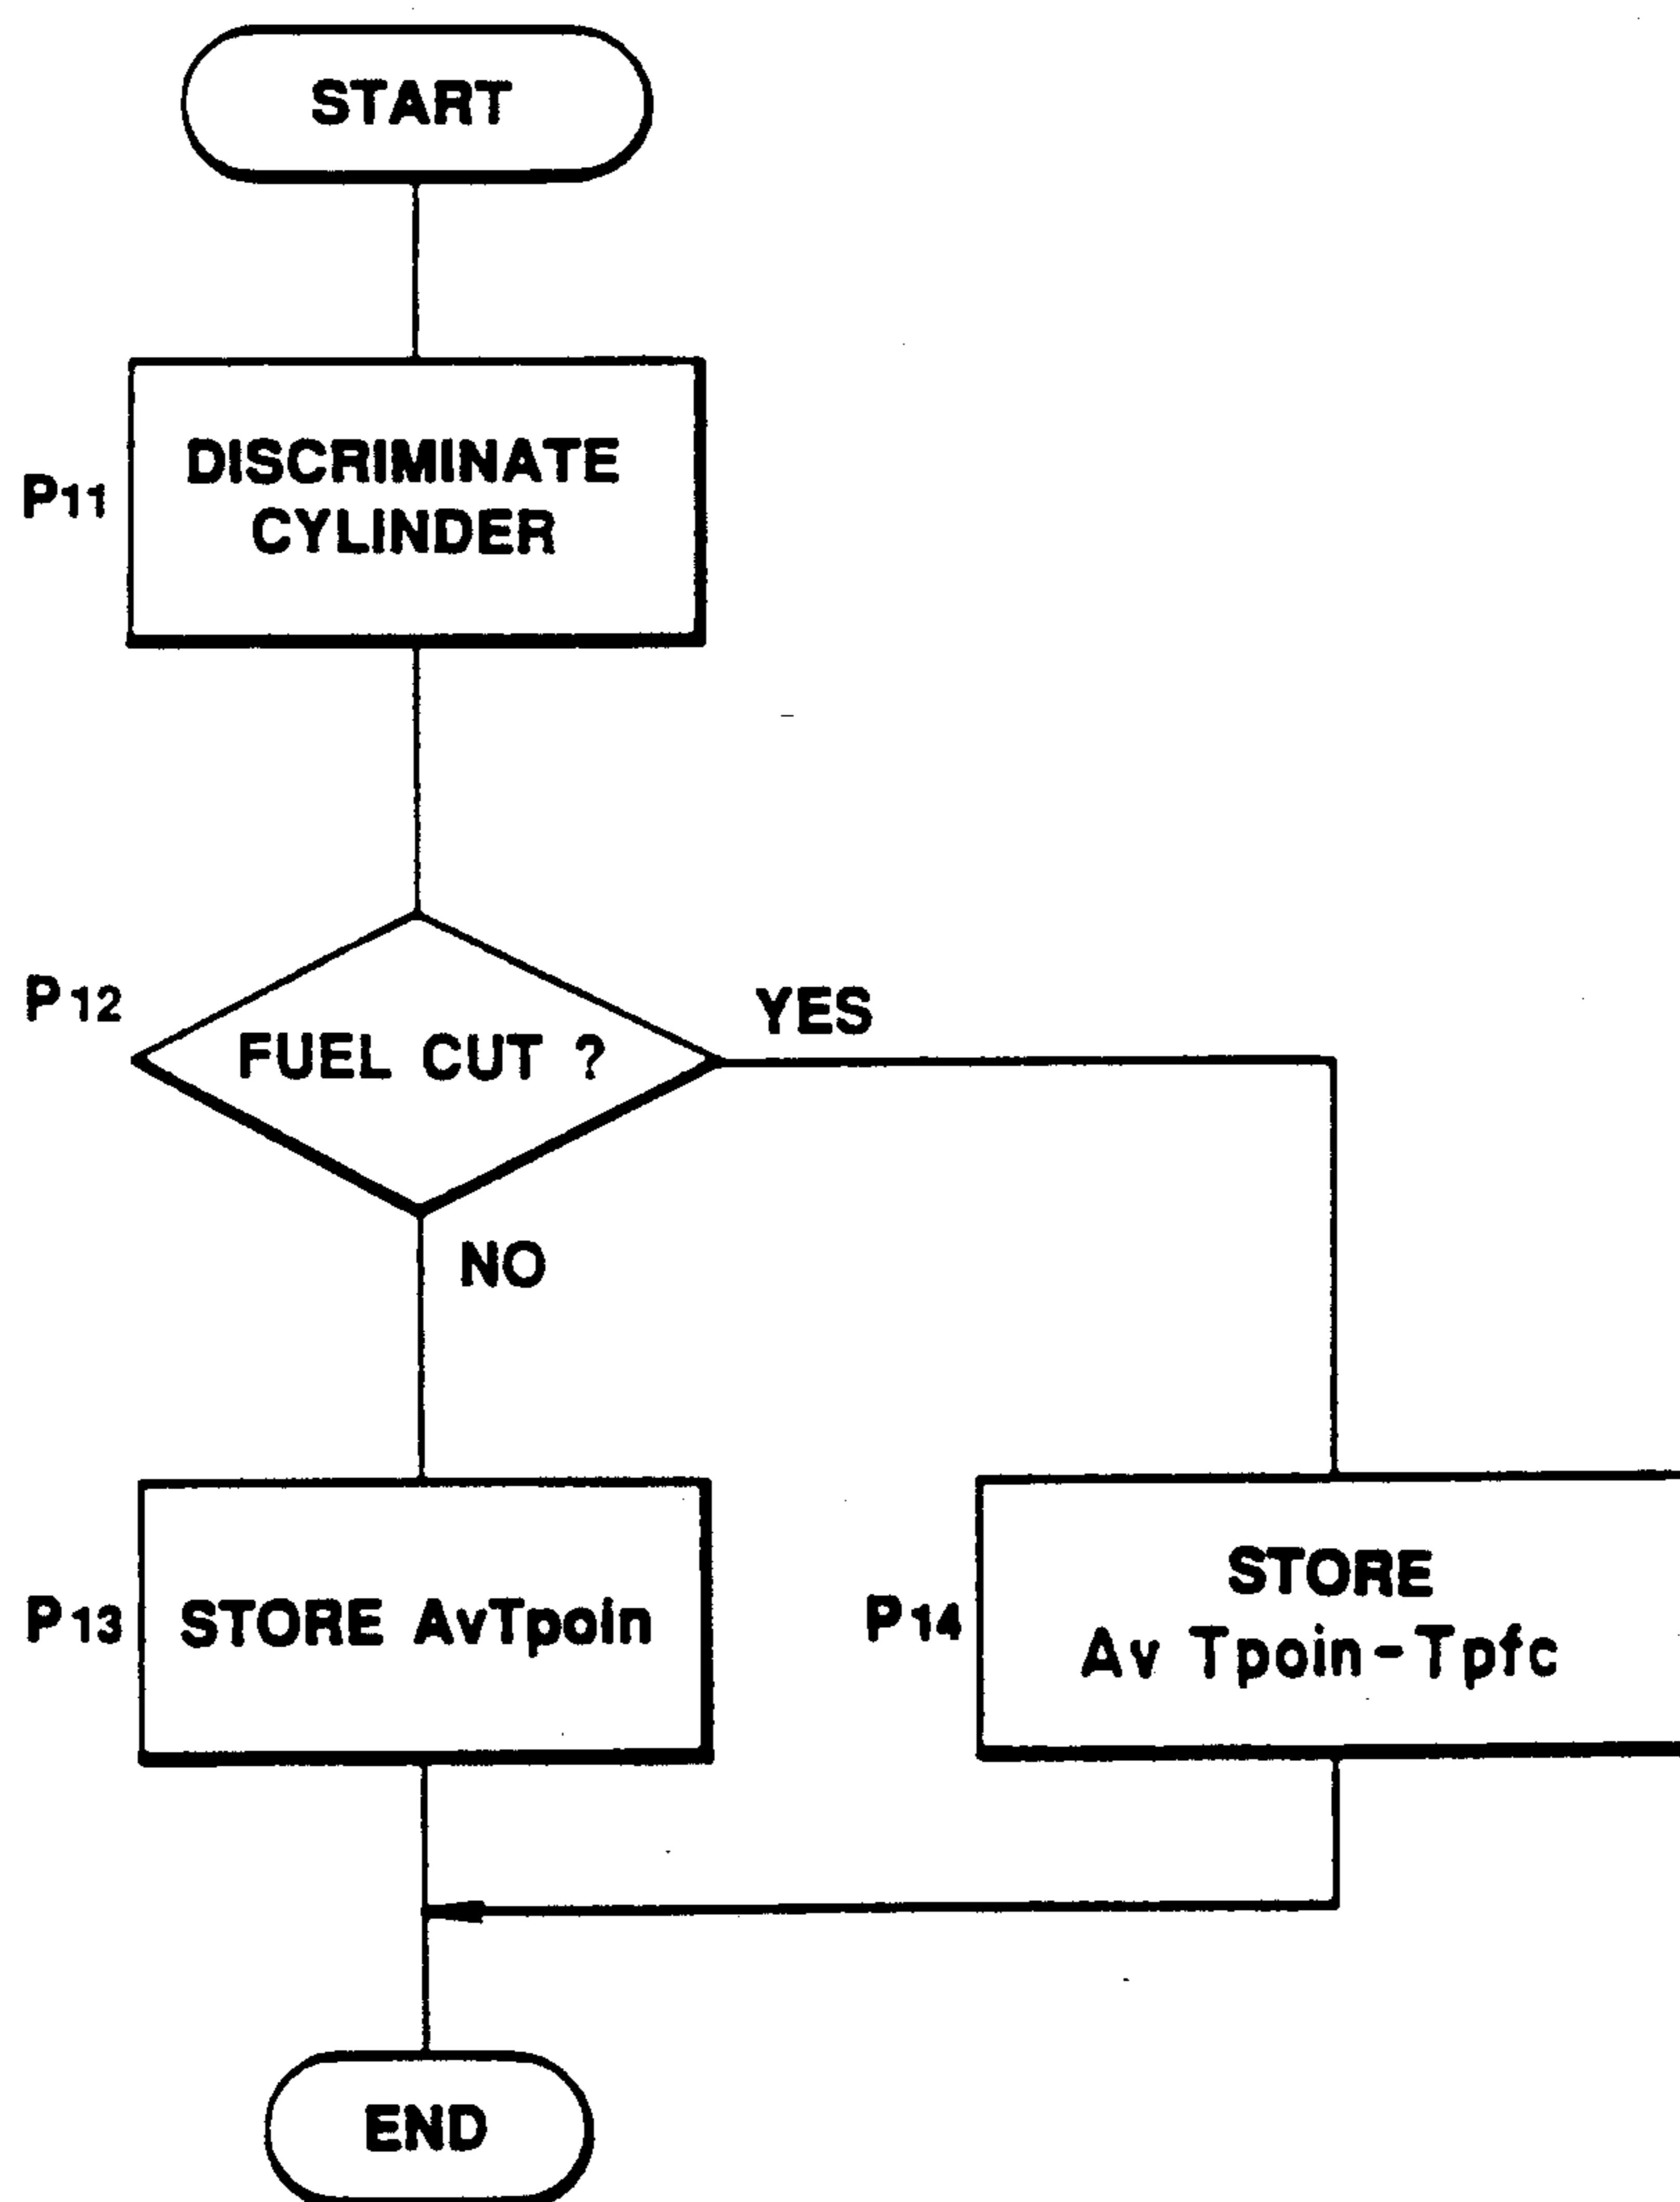 START
P11
DISCRIMINATE
CYLINDER
P12
FUEL CUT ?
YES
NO
P13
STORE AvTpoin
P14
STORE
Av Tpoin-Tpfc
END